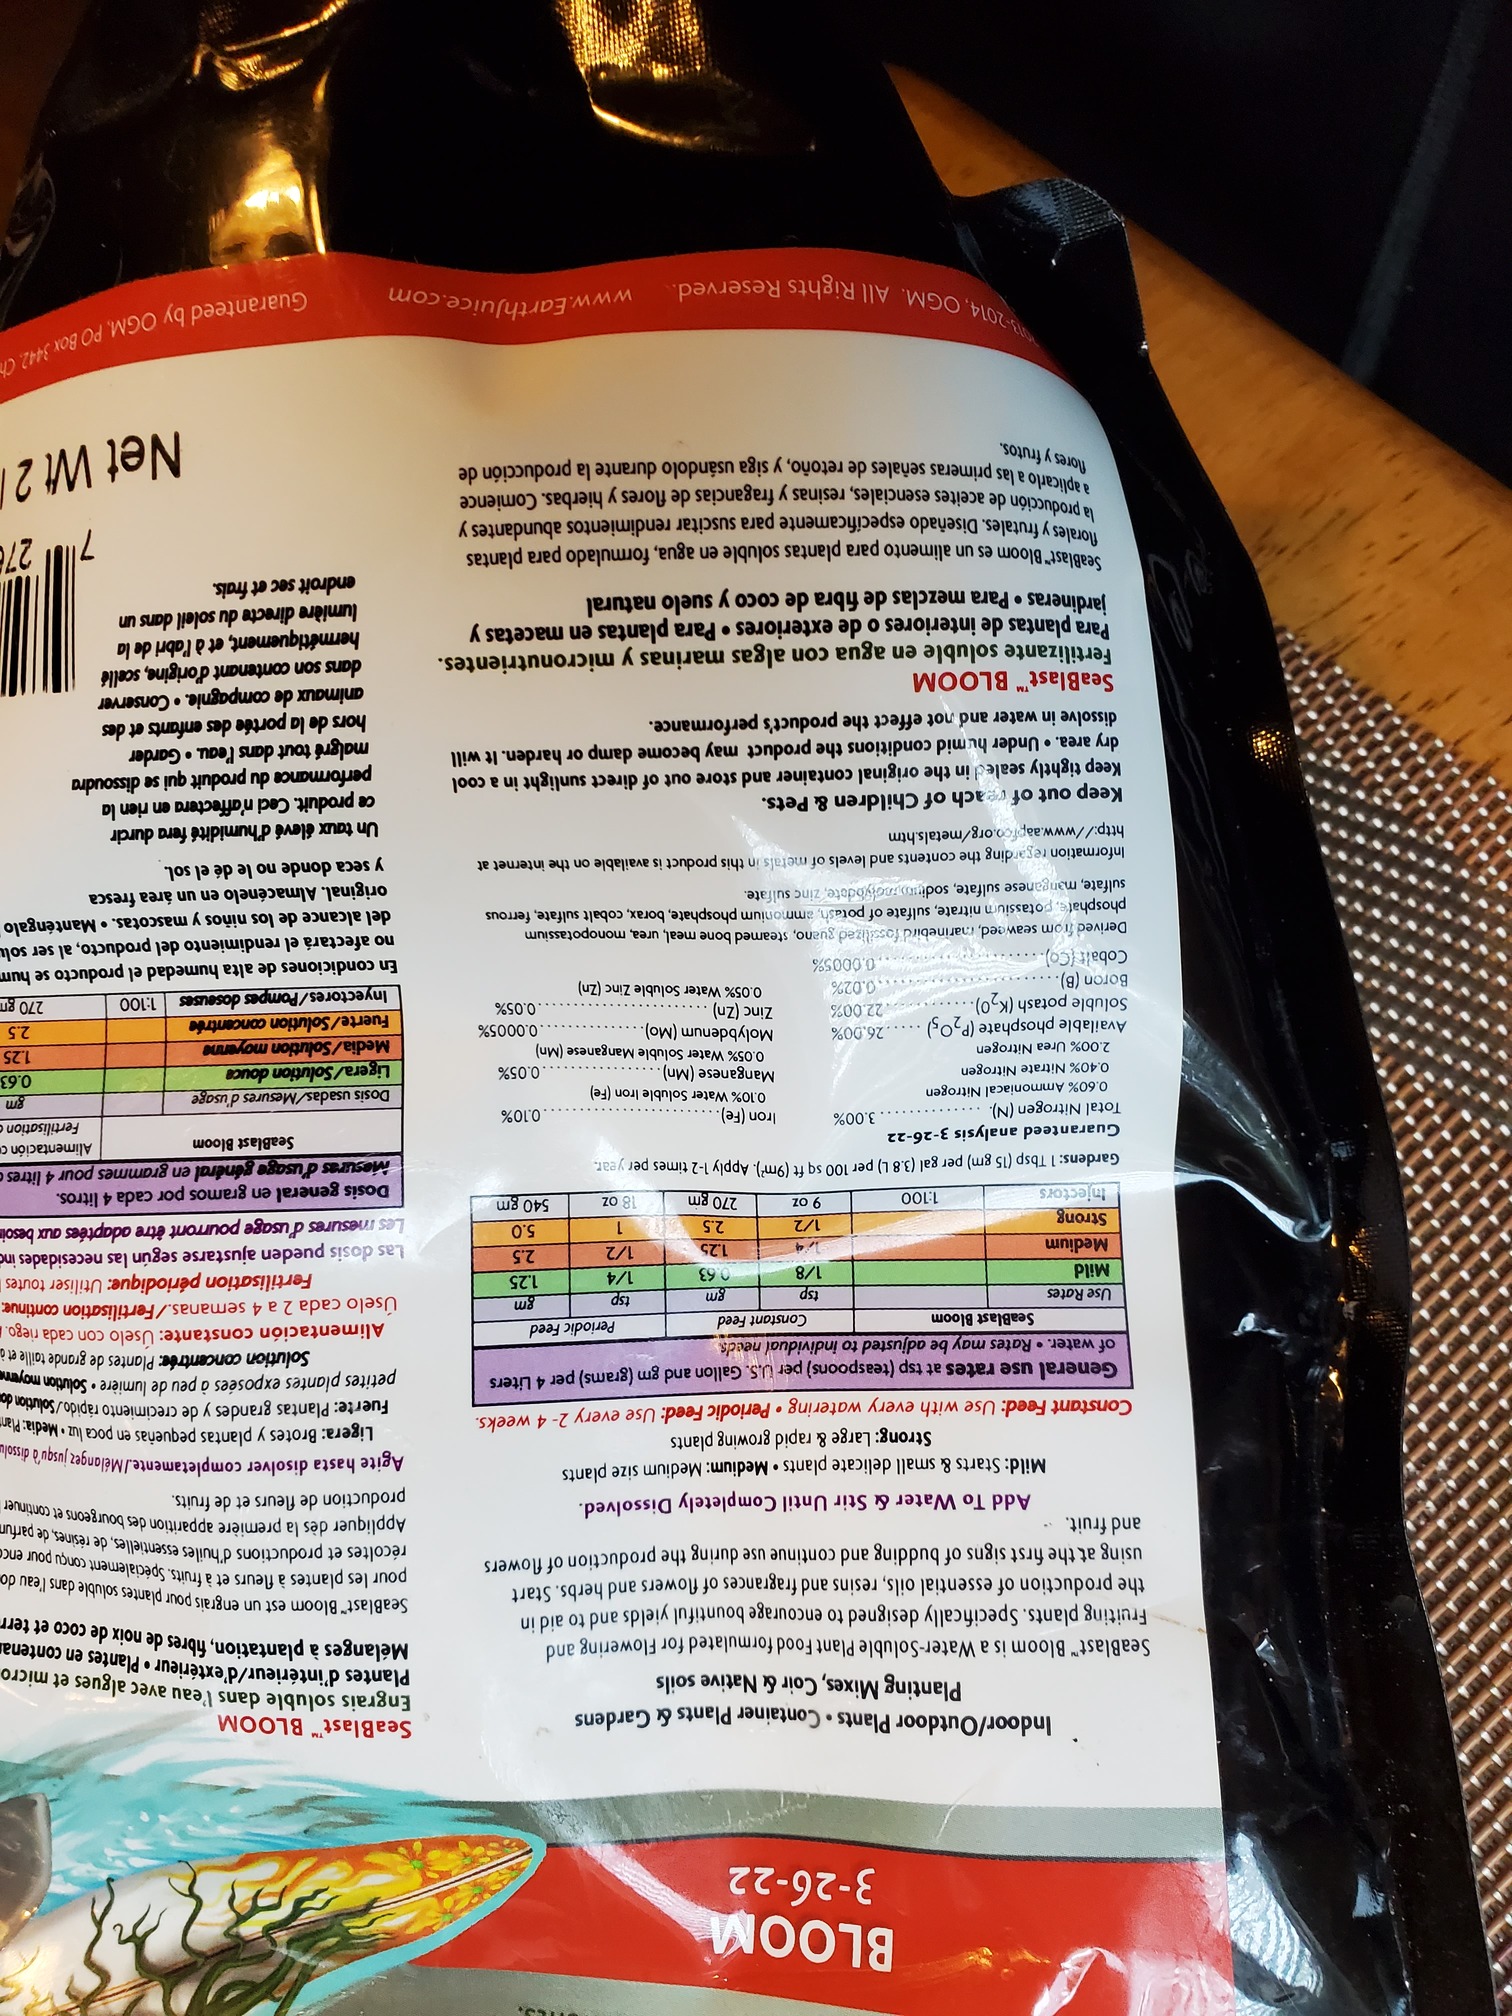 BLOOM
3-26-22
Indoor/Outdoor Plants • Container Plants & Gardens
Planting Mixes, Coir & Native soils
SeaBlast™ Bloom is a Water-Soluble Plant Food formulated for Flowering and
Fruiting plants. Specifically designed to encourage bountiful yields and to aid in
the production of essential oils, resins and fragrances of flowers and herbs. Start
using at the first signs of budding and continue use during the production of flowers
and fruit.
Add To Water & Stir Until Completely Dissolved.
Mild: Starts & small delicate plants • Medium: Medium size plants
Strong: Large & rapid growing plants
Constant Feed: Use with every watering • Periodic Feed: Use every 2-4 weeks.
General use rates at tsp (teaspoons) per U.S. Gallon and gm (grams) per 4 Liters
of water. • Rates may be adjusted to individual needs.
SeaBlast Bloom Constant Feed Periodic Feed
Use Rates tsp gm tsp gm
Mild 1/8 0.63 1/4 1.25
Medium 1/4 1.25 1/2 2.5
Strong 1/2 2.5 1 5.0
Injectors 1:100 9 oz 270 gm 18 oz 540 gm
Gardens: 1 Tbsp (15 gm) per gal (3.8 L) per 100 sq ft (9m²). Apply 1-2 times per year.
Guaranteed analysis 3-26-22
Total Nitrogen (N). . . . . . . . . . . . 3.00%
0.60% Ammoniacal Nitrogen
0.40% Nitrate Nitrogen
2.00% Urea Nitrogen
Available phosphate (P2O5) . . . . . 26.00%
Soluble potash (K2O). . . . . . . . . . . 22.00%
Boron (B). . . . . . . . . . . . . . . . . 0.02%
Cobalt (Co). . . . . . . . . . . . . . . . 0.0005%
Iron (Fe). . . . . . . . . . . . . . . . . 0.10%
0.10% Water Soluble Iron (Fe)
Manganese (Mn). . . . . . . . . . . . . . 0.05%
0.05% Water Soluble Manganese (Mn)
Molybdenum (Mo). . . . . . . . . . . . . 0.0005%
Zinc (Zn) . . . . . . . . . . . . . . . . 0.05%
0.05% Water Soluble Zinc (Zn)
Derived from seaweed, marinebird fossilized guano, steamed bone meal, urea, monopotassium
phosphate, potassium nitrate, sulfate of potash, ammonium phosphate, borax, cobalt sulfate, ferrous
sulfate, manganese sulfate, sodium molybdate, zinc sulfate.
Information regarding the contents and levels of metals in this product is available on the internet at
http://www.aapfco.org/metals.htm
Keep out of reach of Children & Pets.
Keep tightly sealed in the original container and store out of direct sunlight in a cool
dry area. • Under humid conditions the product may become damp or harden. It will
dissolve in water and not effect the product's performance.
SeaBlast™ BLOOM
Fertilizante soluble en agua con algas marinas y micronutrientes.
Para plantas de interiores o de exteriores • Para plantas en macetas y
jardineras • Para mezclas de fibra de coco y suelo natural
SeaBlast™ Bloom es un alimento para plantas soluble en agua, formulado para plantas
florales y frutales. Diseñado específicamente para suscitar rendimientos abundantes y
la producción de aceites esenciales, resinas y fragancias de flores y hierbas. Comience
a aplicarlo a las primeras señales de retoño, y siga usándolo durante la producción de
flores y frutos.
SeaBlast™ BLOOM
Engrais soluble dans l'eau avec algues et
Plantes d'intérieur/d'extérieur • Plantes en
Mélanges à plantation, fibres de noix de coco et
SeaBlast™ Bloom est un engrais pour plantes soluble dans l'eau
pour les plantes à fleurs et à fruits. Spécialement conçu pour
récoltes et productions d'huiles essentielles, de résines, de
Appliquer dès la première apparition des bourgeons et continuer
production de fleurs et de fruits.
Agite hasta disolver completamente./Mélangez jusqu'à
Ligera: Brotes y plantas pequeñas en poca luz • Media:
Fuerte: Plantas grandes y de crecimiento rápido/Solution
petites plantes exposées à peu de lumière • Solution
Solution concentrée: Plantes de grande taille et
Alimentación constante: Úselo con cada riego.
Úselo cada 2 a 4 semanas./Fertilisation continue:
Fertilisation périodique: Utiliser toutes
Las dosis pueden ajustarse según las necesidades
Les mesures d'usage pourront être adaptées aux
Dosis general en gramos por cada 4 litros.
Mesures d'usage général en grammes pour 4 litres
SeaBlast Bloom Alimentación
Fertilisation
Dosis usadas/Mesures d'usage gm
Ligera/Solution douce 0.63
Media/Solution moyenne 1.25
Fuerte/Solution concentrée 2.5
Inyectores/Pompes doseuses 1:100 270 gm
En condiciones de alta humedad el producto se
no afectará el rendimiento del producto, al ser
del alcance de los niños y mascotas. • Manténgalo
original. Almacénelo en un área fresca
y seca donde no le dé el sol.
Un taux élevé d'humidité fera durcir
ce produit. Ceci n'affectera en rien la
performance du produit qui se dissoudra
malgré tout dans l'eau. • Garder
hors de la portée des enfants et des
animaux de compagnie. • Conserver
dans son contenant d'origine, scellé
hermétiquement, et à l'abri de la
lumière directe du soleil dans un
endroit sec et frais.
7
Net Wt 2
2014, OGM. All Rights Reserved. www.EarthJuice.com Guaranteed by OGM, PO Box 3442,